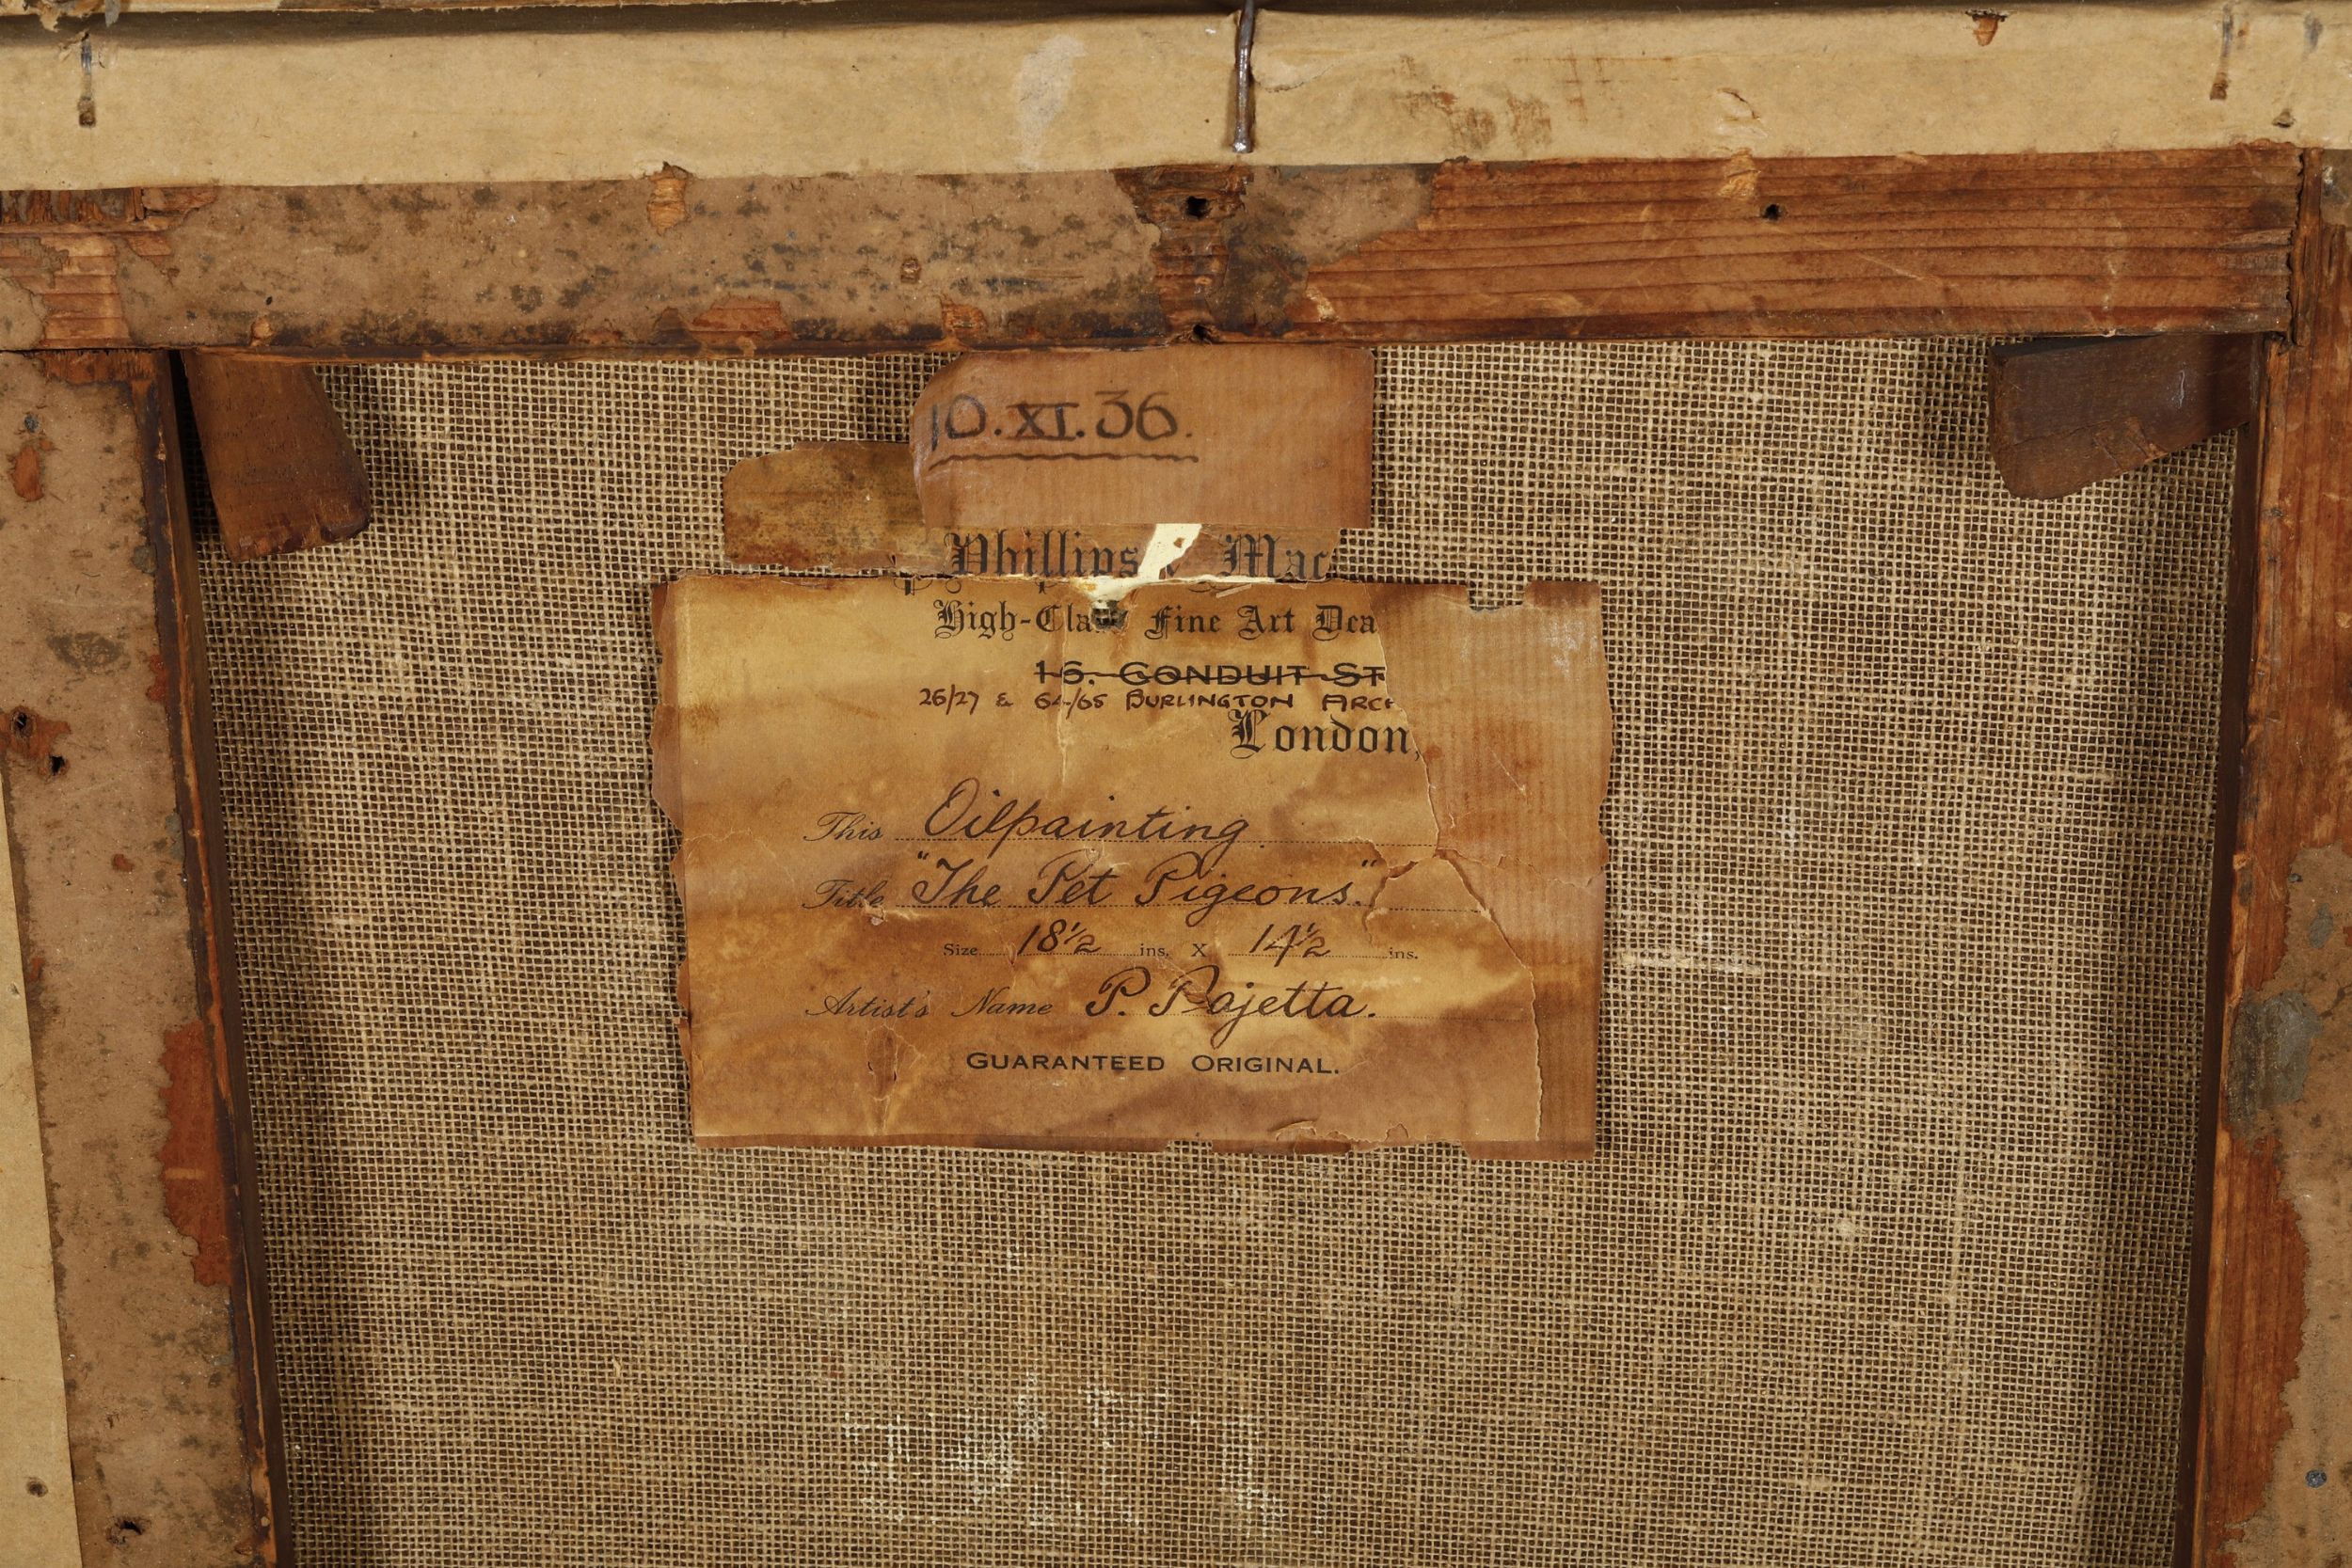 10.XI.36.
Phillips & Mac
High-Class Fine Art Dea
16. CONDUIT ST
26/27 & 64/65 BURLINGTON ARC
London,
This Oilpainting
Title "The Pet Pigeons."
Size 18½ ins. X 14½ ins.
Artist's Name P. Pajetta.
GUARANTEED ORIGINAL.